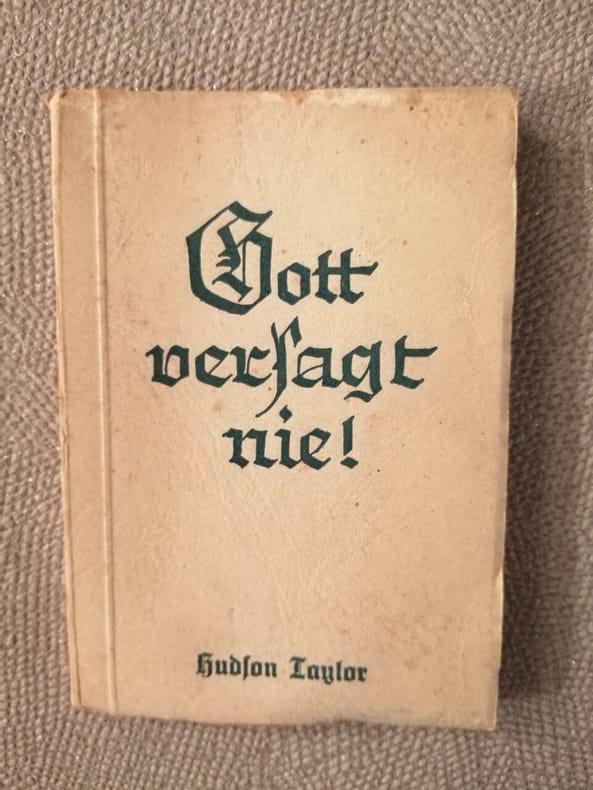 Gott
verſagt
nie!
Hudſon Taylor